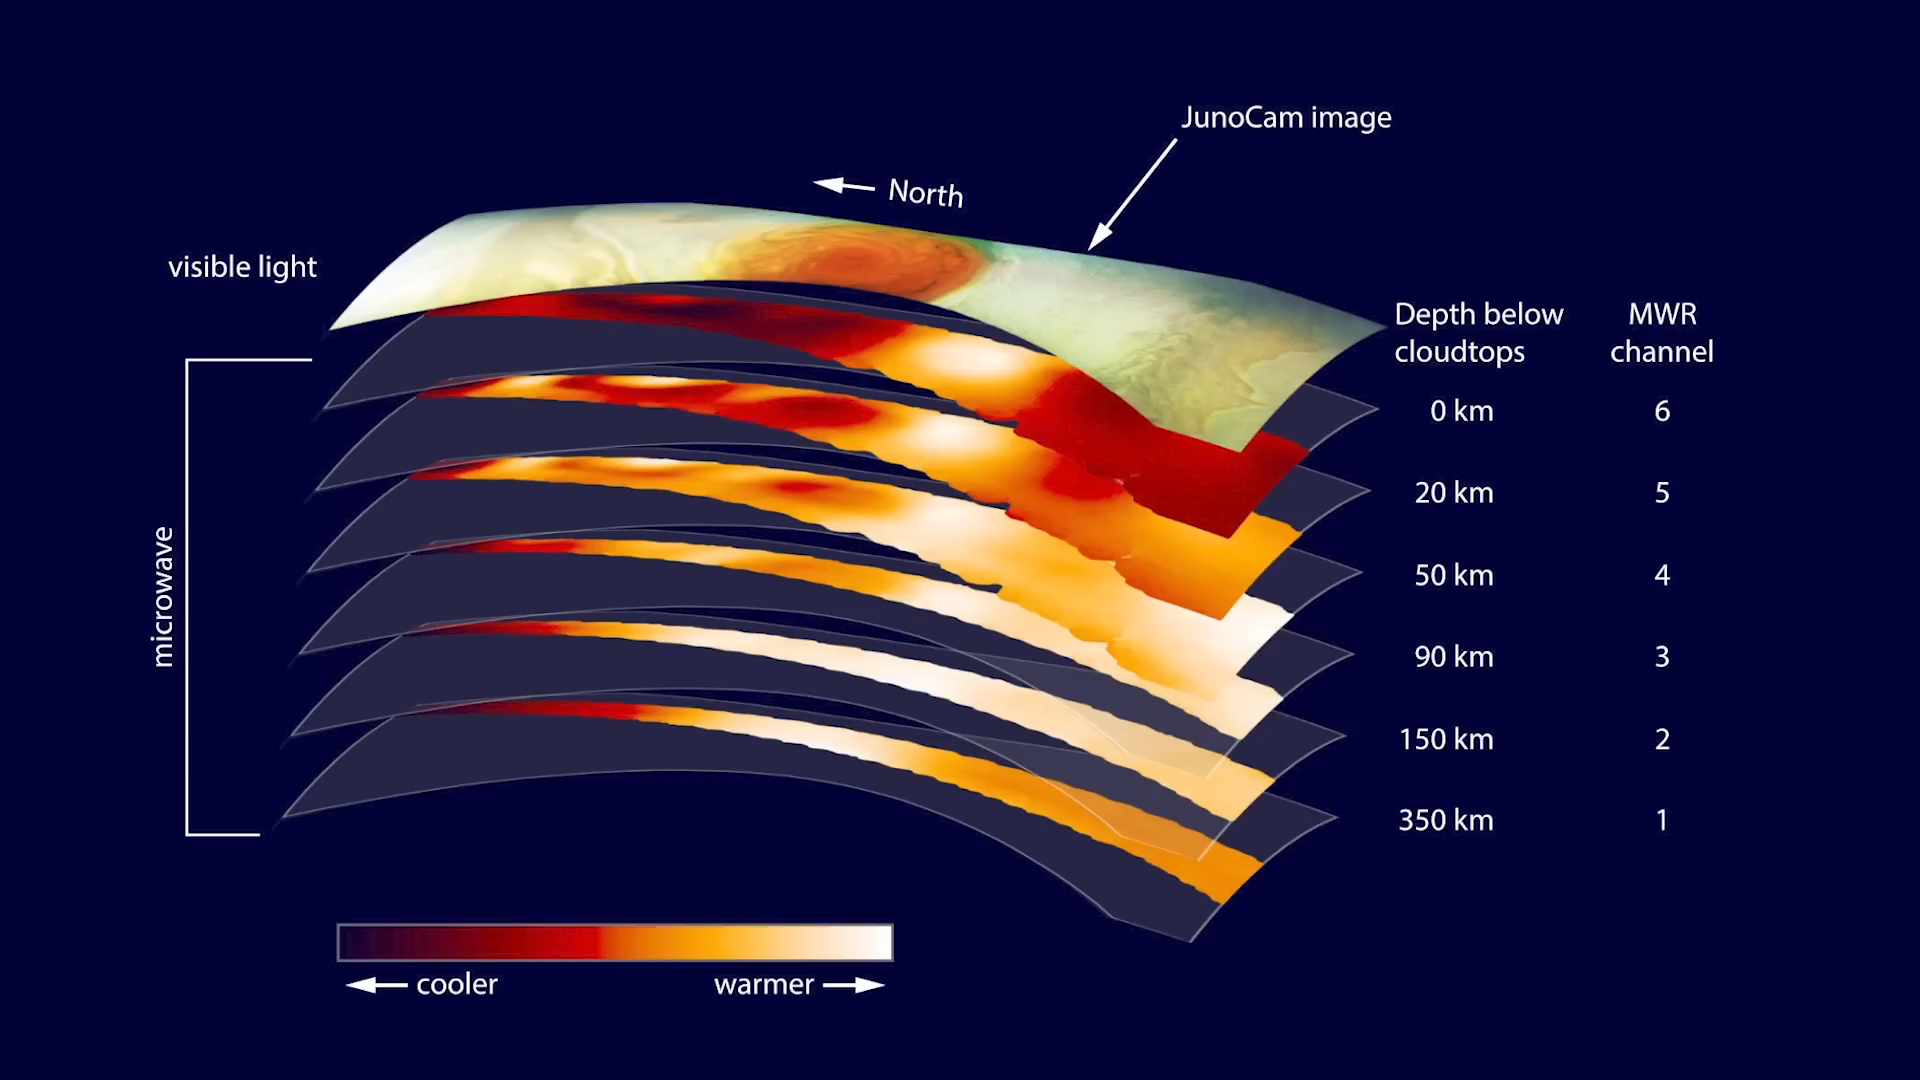 JunoCam image
North
visible light
Depth below
cloudtops
MWR
channel
0 km 6
20 km 5
50 km 4
90 km 3
150 km 2
350 km 1
microwave
cooler
warmer